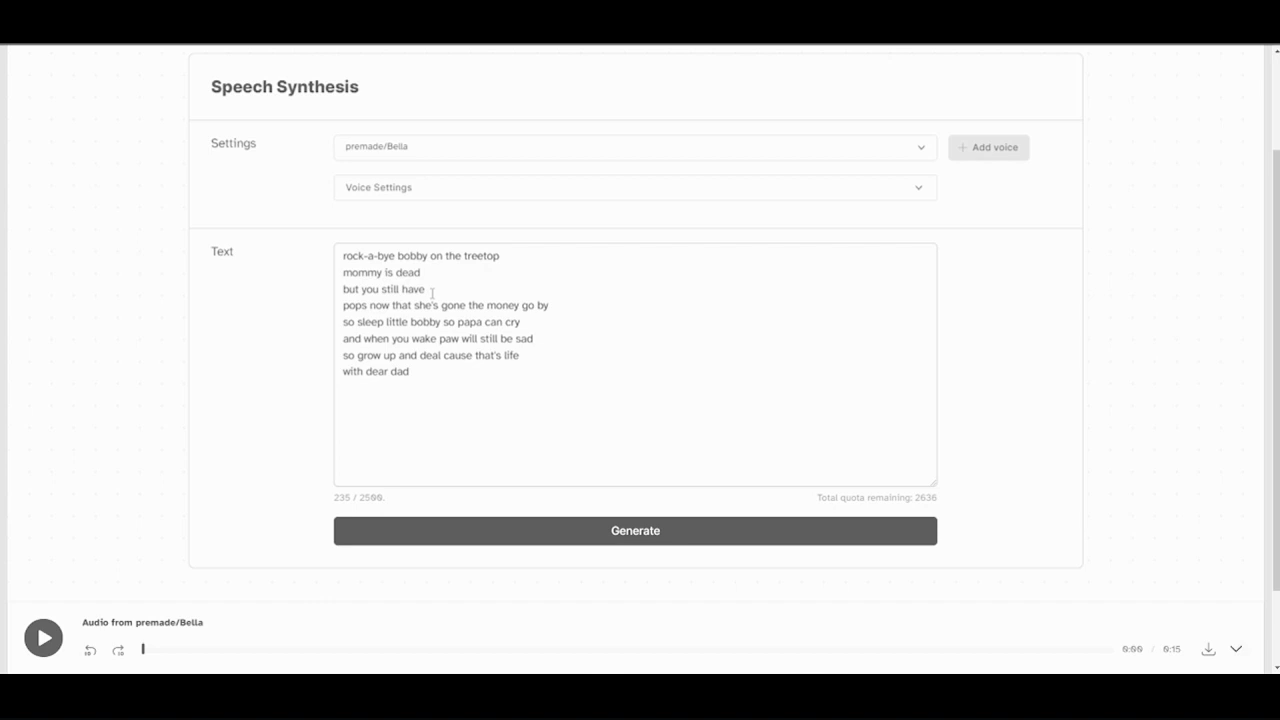 Speech Synthesis
Settings
premade/Bella
+ Add voice
Voice Settings
Text
rock-a-bye bobby on the treetop
mommy is dead
but you still have
pops now that she's gone the money go by
so sleep little bobby so papa can cry
and when you wake paw will still be sad
so grow up and deal cause that's life
with dear dad
235 / 2500.
Total quota remaining: 2636
Generate
Audio from premade/Bella
10 10
0:00 / 0:15